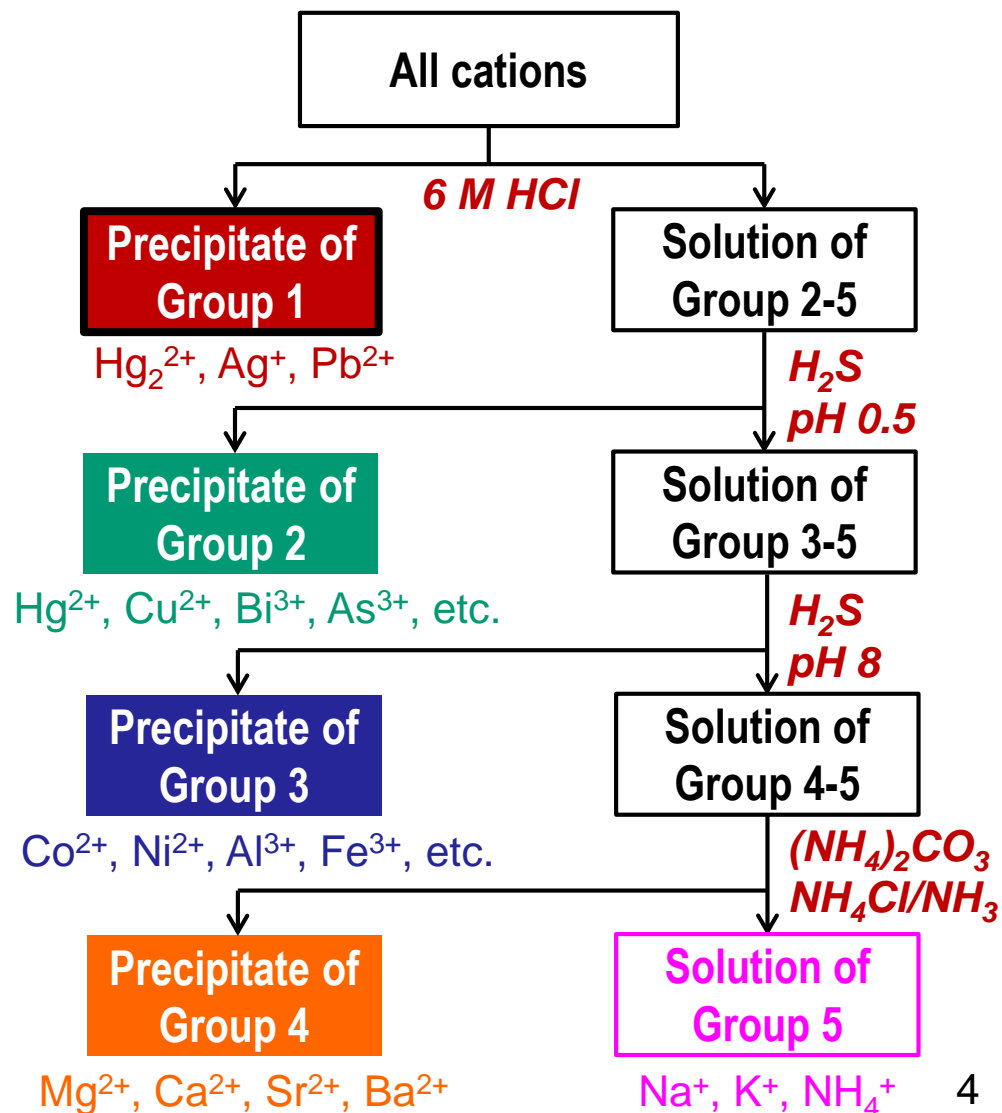 All cations
6 M HCl
Precipitate of
Group 1
Solution of
Group 2-5
Hg₂²⁺, Ag⁺, Pb²⁺
H₂S
pH 0.5
Precipitate of
Group 2
Solution of
Group 3-5
Hg²⁺, Cu²⁺, Bi³⁺, As³⁺, etc.
H₂S
pH 8
Precipitate of
Group 3
Solution of
Group 4-5
Co²⁺, Ni²⁺, Al³⁺, Fe³⁺, etc.
(NH₄)₂CO₃
NH₄Cl/NH₃
Precipitate of
Group 4
Solution of
Group 5
Mg²⁺, Ca²⁺, Sr²⁺, Ba²⁺
Na⁺, K⁺, NH₄⁺
4